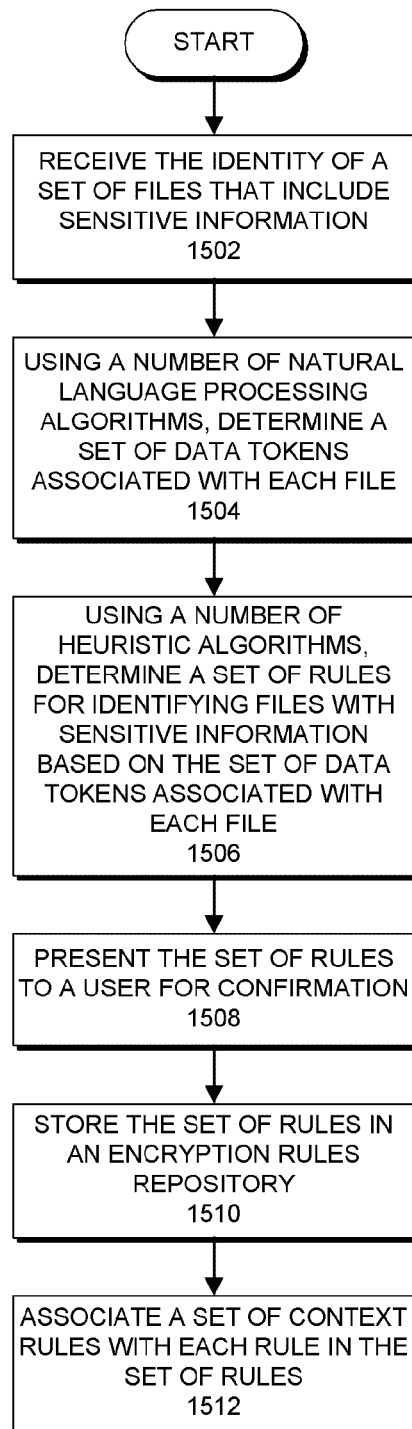 START
RECEIVE THE IDENTITY OF A
SET OF FILES THAT INCLUDE
SENSITIVE INFORMATION
1502
USING A NUMBER OF NATURAL
LANGUAGE PROCESSING
ALGORITHMS, DETERMINE A
SET OF DATA TOKENS
ASSOCIATED WITH EACH FILE
1504
USING A NUMBER OF
HEURISTIC ALGORITHMS,
DETERMINE A SET OF RULES
FOR IDENTIFYING FILES WITH
SENSITIVE INFORMATION
BASED ON THE SET OF DATA
TOKENS ASSOCIATED WITH
EACH FILE
1506
PRESENT THE SET OF RULES
TO A USER FOR CONFIRMATION
1508
STORE THE SET OF RULES IN
AN ENCRYPTION RULES
REPOSITORY
1510
ASSOCIATE A SET OF CONTEXT
RULES WITH EACH RULE IN THE
SET OF RULES
1512